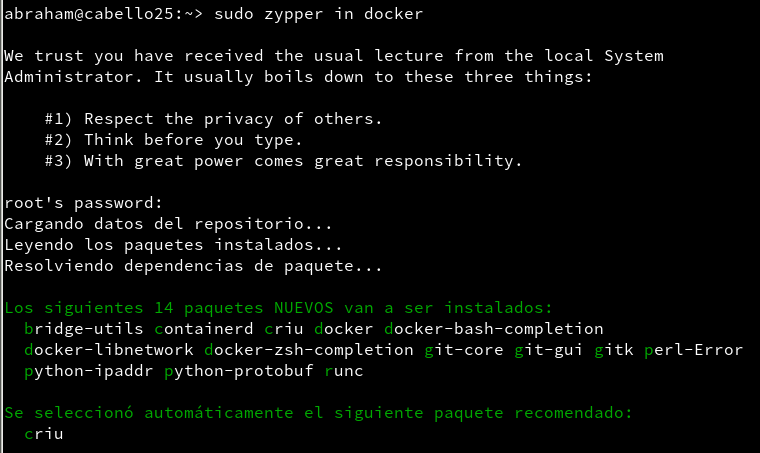 abraham@cabello25:~> sudo zypper in docker
We trust you have received the usual lecture from the local System
Administrator. It usually boils down to these three things:
#1) Respect the privacy of others.
#2) Think before you type.
#3) With great power comes great responsibility.
root's password:
Cargando datos del repositorio...
Leyendo los paquetes instalados...
Resolviendo dependencias de paquete...
Los siguientes 14 paquetes NUEVOS van a ser instalados:
bridge-utils containerd criu docker docker-bash-completion
docker-libnetwork docker-zsh-completion git-core git-gui gitk perl-Error
python-ipaddr python-protobuf runc
Se seleccionó automáticamente el siguiente paquete recomendado:
criu